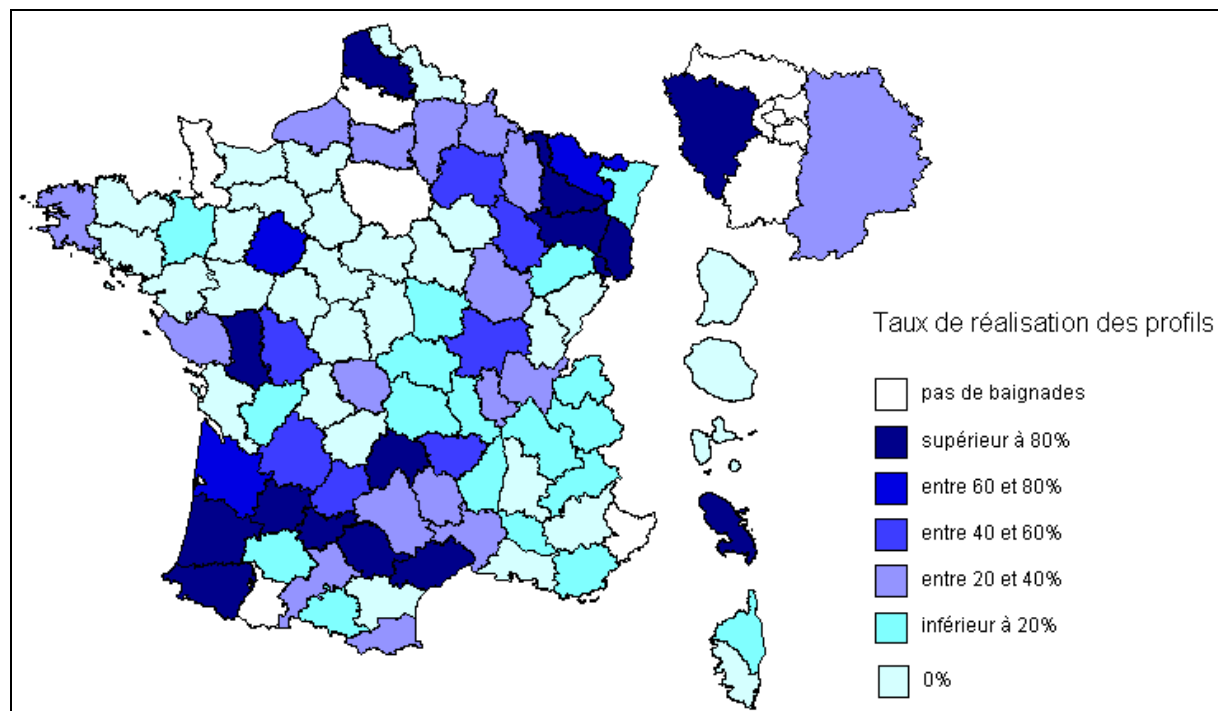 Taux de réalisation des profils
pas de baignades
supérieur à 80%
entre 60 et 80%
entre 40 et 60%
entre 20 et 40%
inférieur à 20%
0%